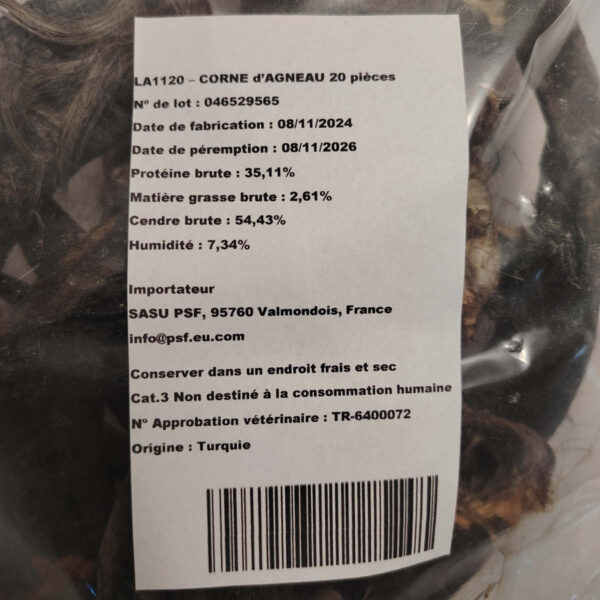 LA1120 - CORNE d'AGNEAU 20 pièces
N° de lot : 046529565
Date de fabrication : 08/11/2024
Date de péremption : 08/11/2026
Protéine brute : 35,11%
Matière grasse brute : 2,61%
Cendre brute : 54,43%
Humidité : 7,34%
Importateur
SASU PSF, 95760 Valmondois, France
info@psf.eu.com
Conserver dans un endroit frais et sec
Cat.3 Non destiné à la consommation humaine
N° Approbation vétérinaire : TR-6400072
Origine : Turquie